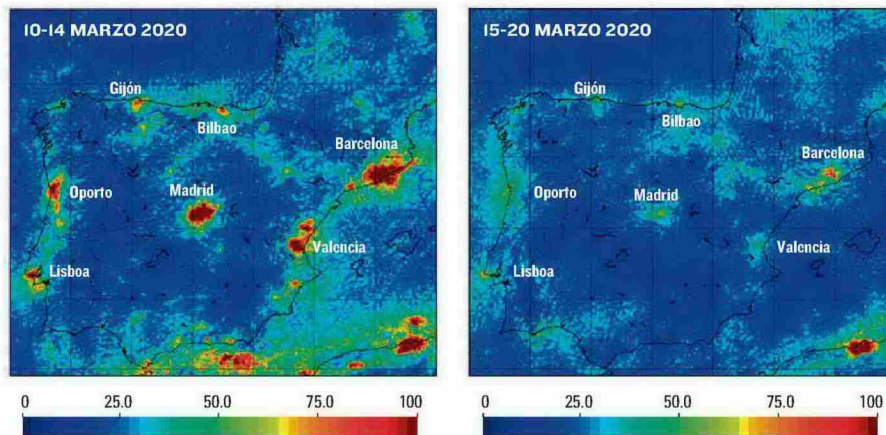 10-14 MARZO 2020
Gijón
Bilbao
Barcelona
Oporto
Madrid
Valencia
Lisboa
0 25.0 50.0 75.0 100
15-20 MARZO 2020
Gijón
Bilbao
Barcelona
Oporto
Madrid
Valencia
Lisboa
0 25.0 50.0 75.0 100